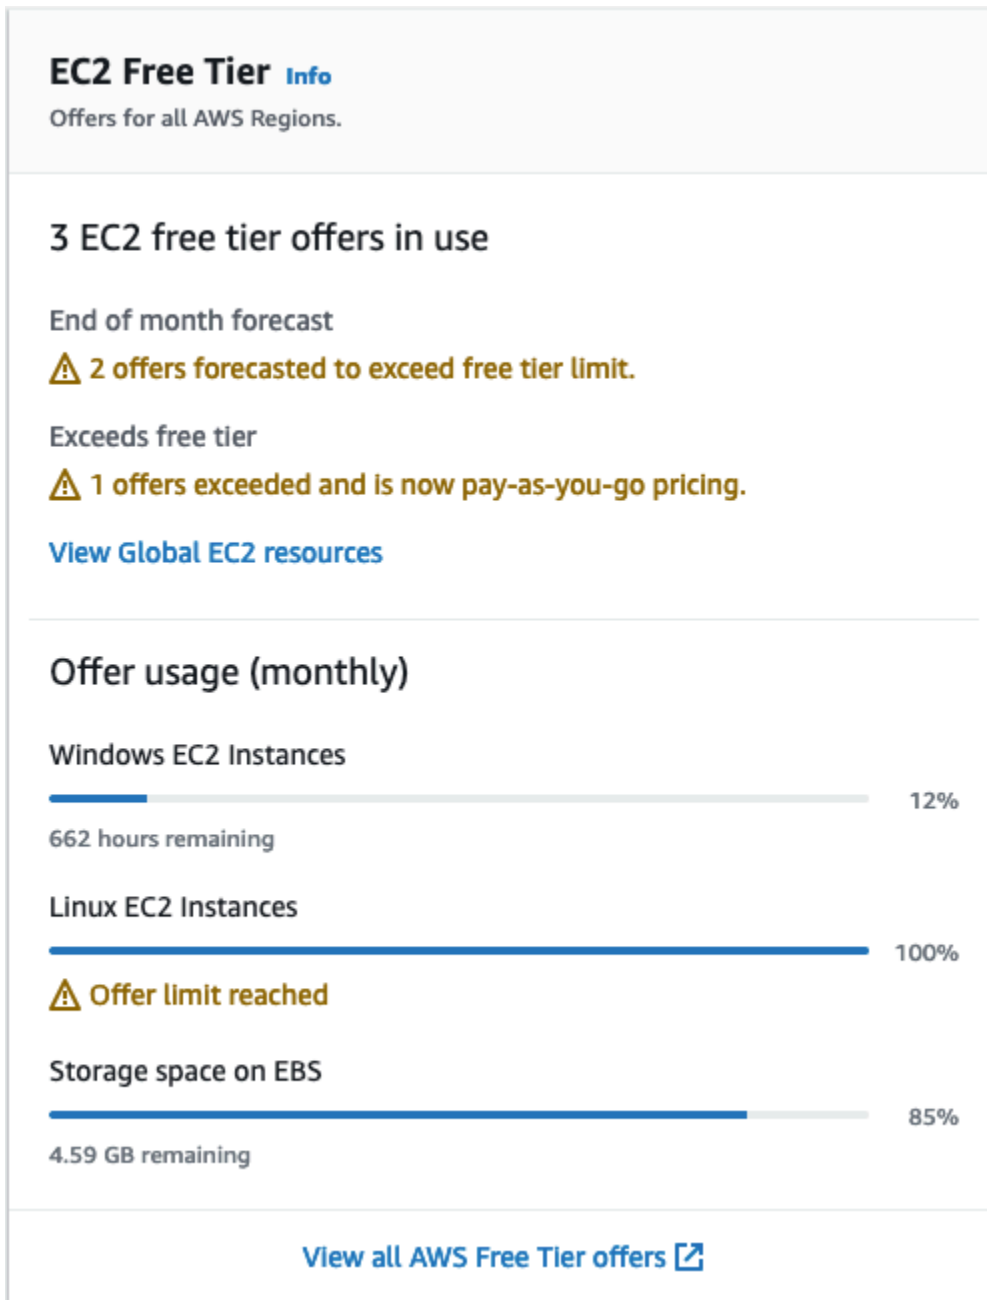 EC2 Free Tier Info
Offers for all AWS Regions.
3 EC2 free tier offers in use
End of month forecast
2 offers forecasted to exceed free tier limit.
Exceeds free tier
1 offers exceeded and is now pay-as-you-go pricing.
View Global EC2 resources
Offer usage (monthly)
Windows EC2 Instances
12%
662 hours remaining
Linux EC2 Instances
100%
Offer limit reached
Storage space on EBS
85%
4.59 GB remaining
View all AWS Free Tier offers